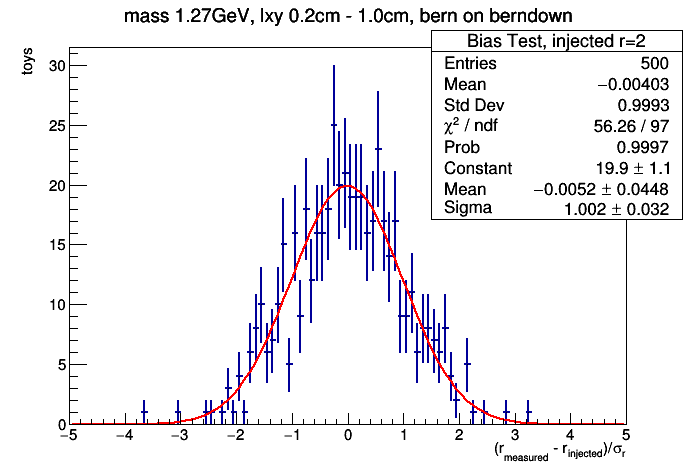 mass 1.27GeV, lxy 0.2cm - 1.0cm, bern on berndown
Bias Test, injected r=2
Entries 500
Mean −0.00403
Std Dev 0.9993
χ² / ndf 56.26 / 97
Prob 0.9997
Constant 19.9 ± 1.1
Mean −0.0052 ± 0.0448
Sigma 1.002 ± 0.032
toys
30
25
20
15
10
5
0
−5 −4 −3 −2 −1 0 1 2 3 4 5
(r_measured - r_injected)/σ_r